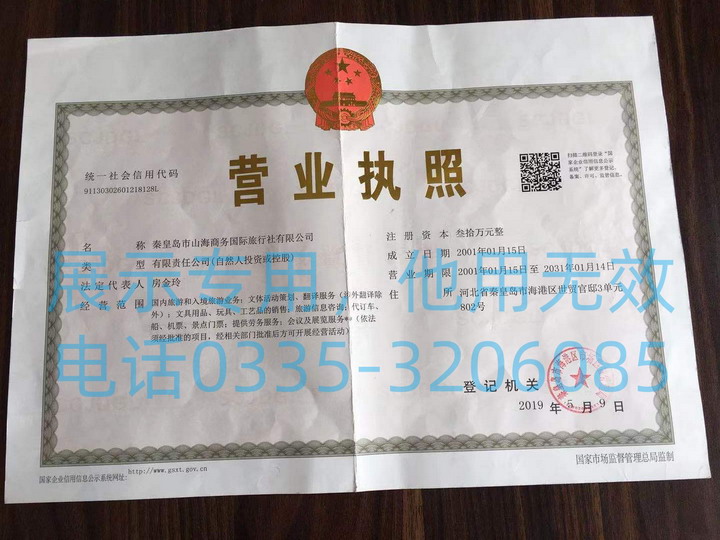 营业执照
统一社会信用代码
91130302601218128L
扫描二维码登录“国
家企业信用信息公示
系统”了解更多登记、
备案、许可、监管信息。
名 称 秦皇岛市山海商务国际旅行社有限公司
类 型 有限责任公司(自然人投资或控股)
法定代表人 房金玲
经营范围 国内旅游和入境旅游业务；文体活动策划、翻译服务（涉外翻译除
外）；文具用品、玩具、工艺品的销售；旅游信息咨询；代订车、
船、机票、景点门票；提供劳务服务；会议及展览服务**（依法
须经批准的项目，经相关部门批准后方可开展经营活动）
注册资本 叁拾万元整
成立日期 2001年01月15日
营业期限 2001年01月15日至 2031年01月14日
住 所 河北省秦皇岛市海港区世贸官邸3单元
802号
展示专用，他用无效
电话0335-3206085
登记机关
2019 年 5 月 9 日
国家企业信用信息公示系统网址:
http://www.gsxt.gov.cn
国家市场监督管理总局监制